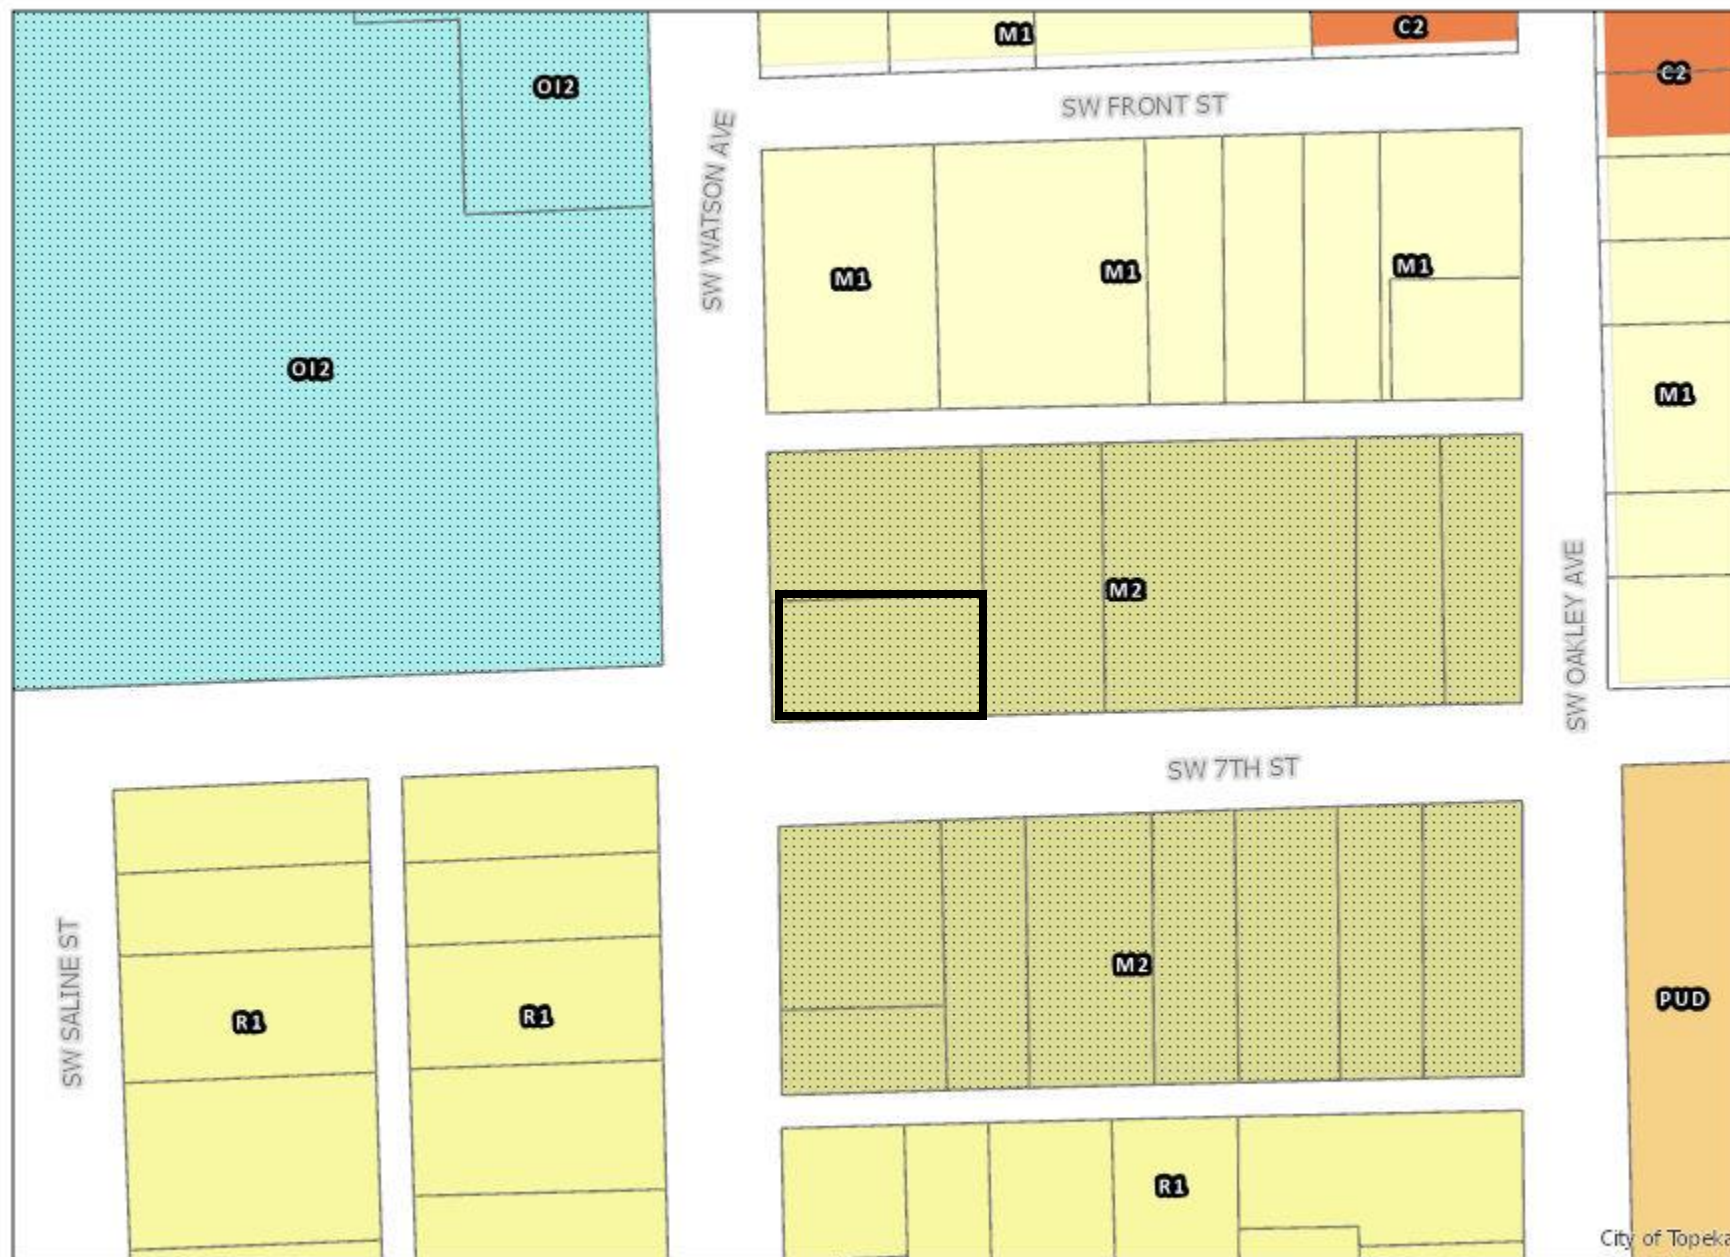 M1
C2
C2
OI2
SW FRONT ST
SW WATSON AVE
M1
M1
M1
OI2
M1
M2
SW OAKLEY AVE
SW 7TH ST
SW SALINE ST
R1
R1
M2
PUD
R1
City of Topeka